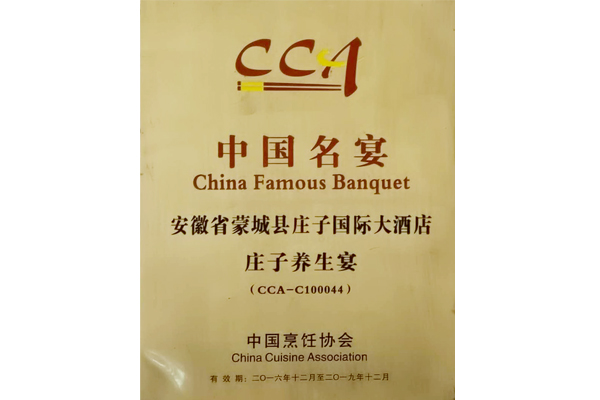 CCA
中国名宴
China Famous Banquet
安徽省蒙城县庄子国际大酒店
庄子养生宴
(CCA-C100044)
中国烹饪协会
China Cuisine Association
有 效 期：二〇一六年十二月至二〇一九年十二月